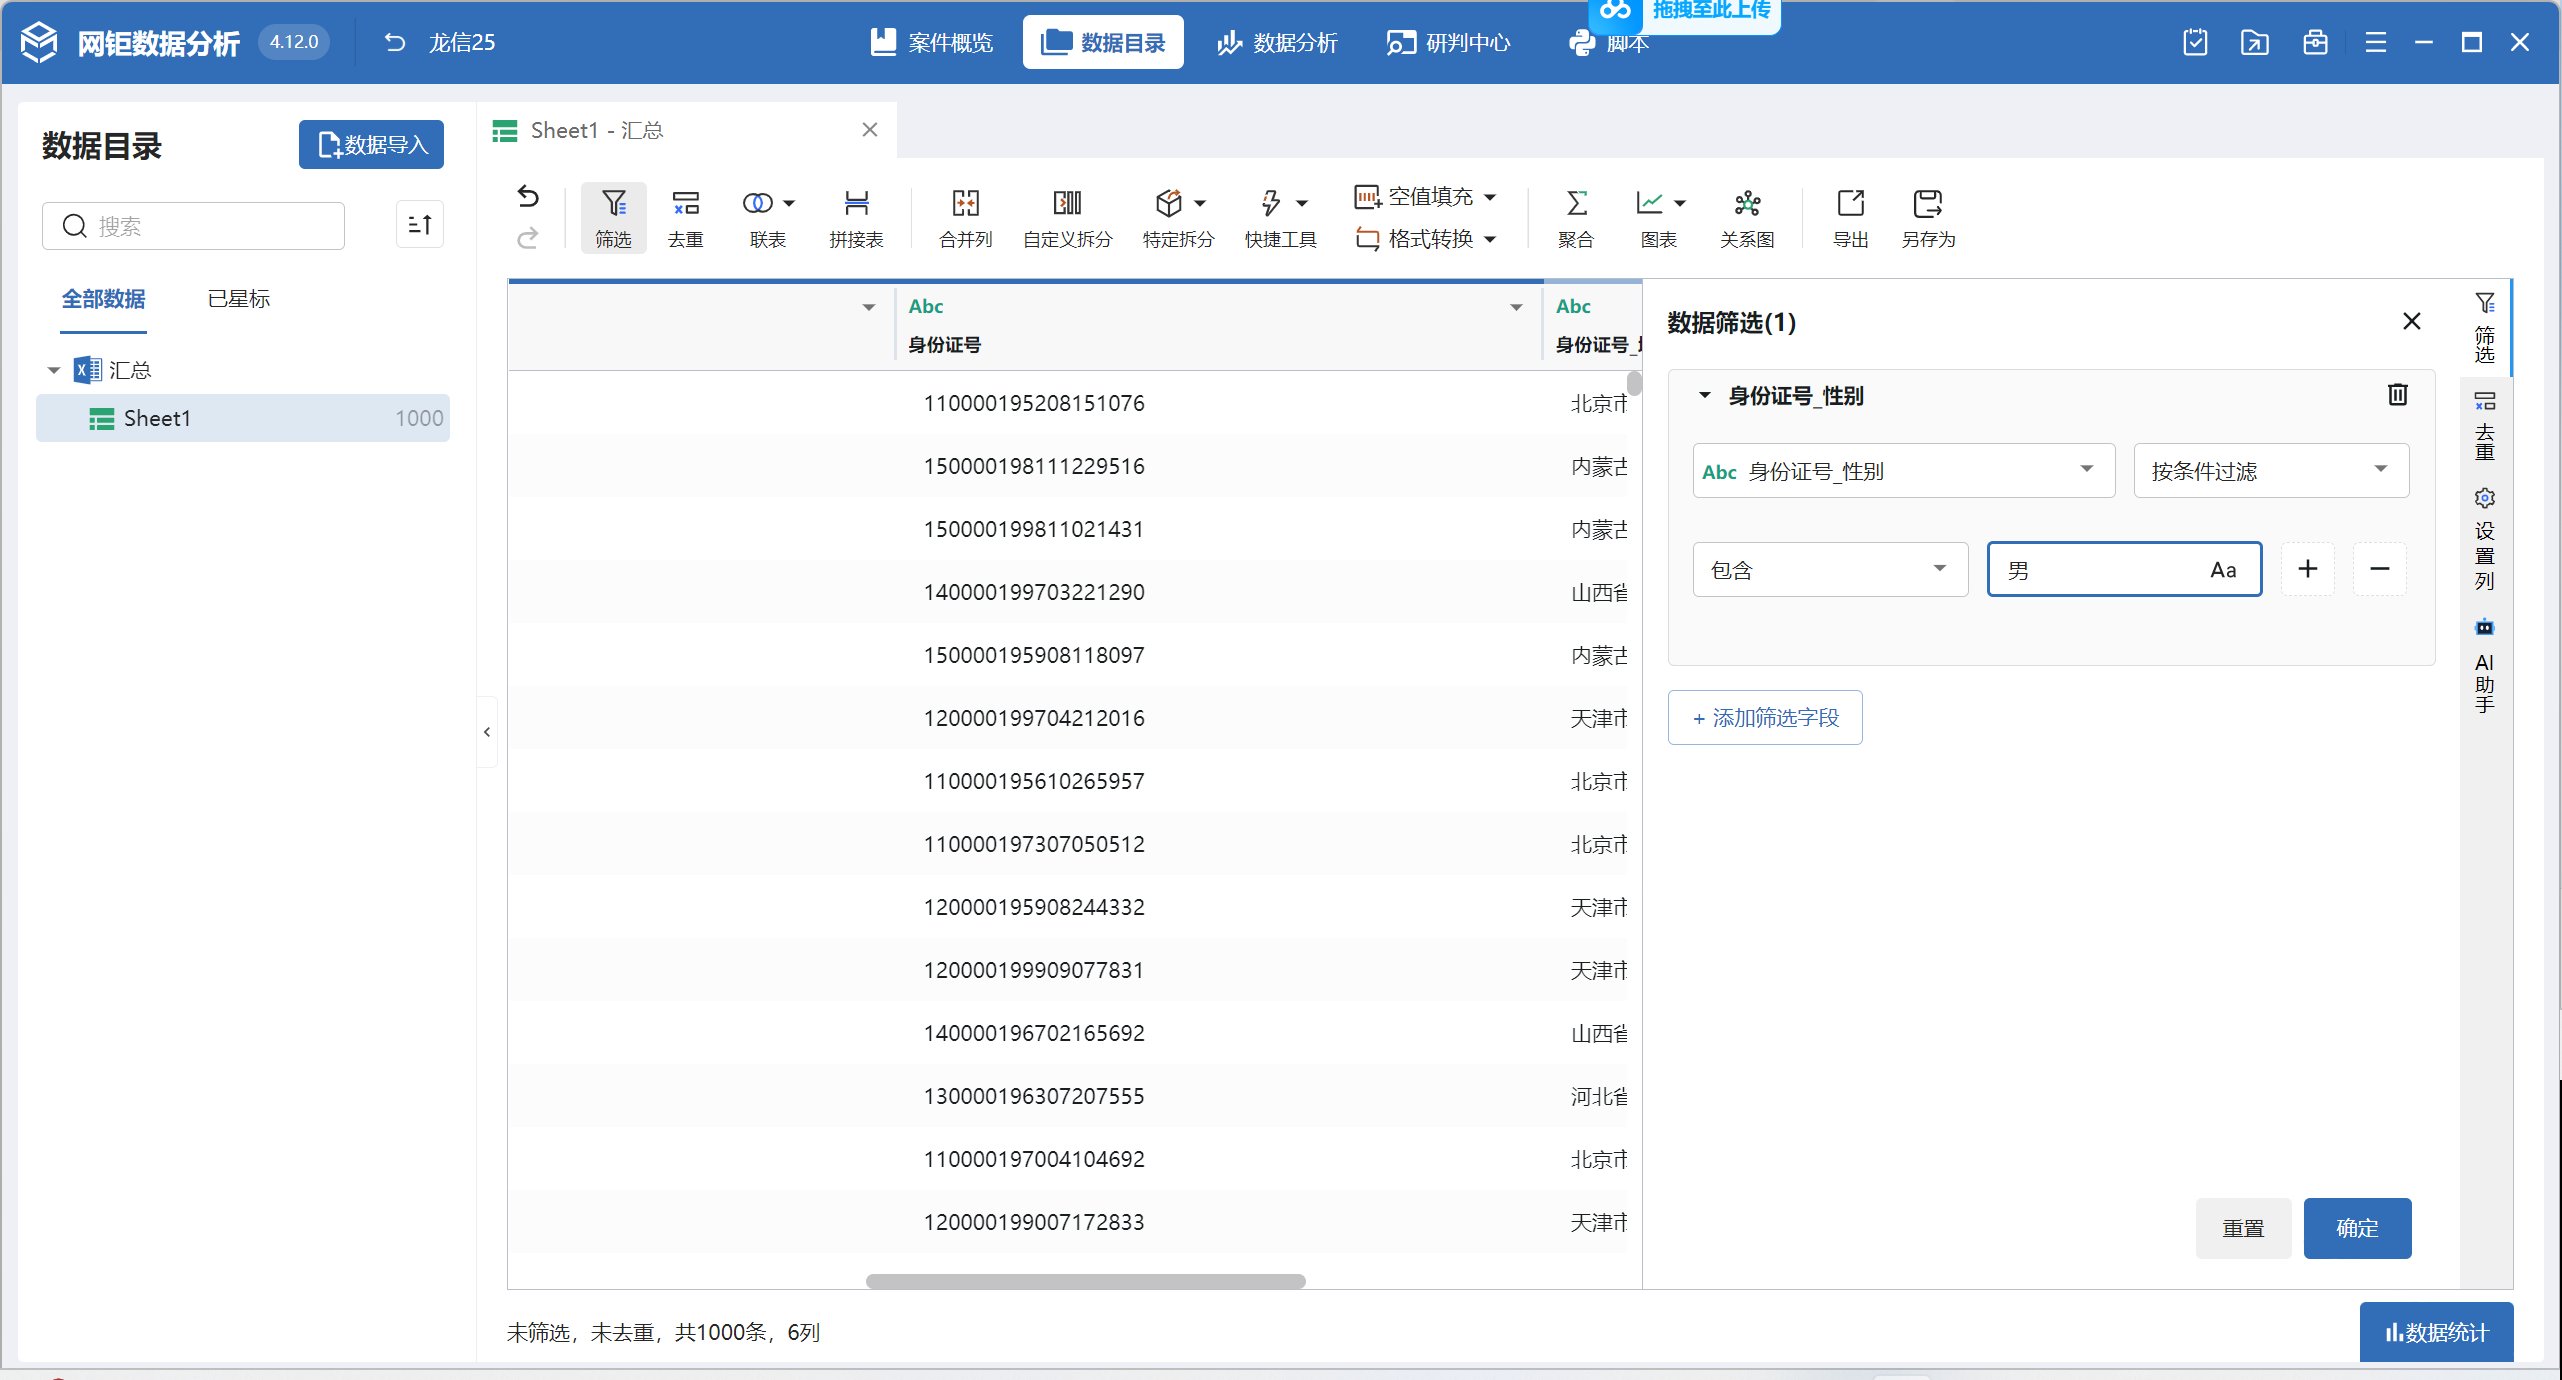 网钜数据分析 4.12.0 龙信25 案件概览 数据目录 数据分析 研判中心 脚本
拖拽至此上传
数据目录 数据导入
搜索
全部数据 已星标
汇总
Sheet1 1000
Sheet1 - 汇总
筛选 去重 联表 拼接表 合并列 自定义拆分 特定拆分 快捷工具 空值填充 格式转换 聚合 图表 关系图 导出 另存为
Abc Abc
身份证号 身份证号_
110000195208151076 北京市
150000198111229516 内蒙古
150000199811021431 内蒙古
140000199703221290 山西省
150000195908118097 内蒙古
120000199704212016 天津市
110000195610265957 北京市
110000197307050512 北京市
120000195908244332 天津市
120000199909077831 天津市
140000196702165692 山西省
130000196307207555 河北省
110000197004104692 北京市
120000199007172833 天津市
数据筛选(1)
身份证号_性别
Abc 身份证号_性别 按条件过滤
包含 男 Aa
+ 添加筛选字段
重置 确定
筛选
去重
设置列
AI助手
未筛选，未去重，共1000条，6列
数据统计